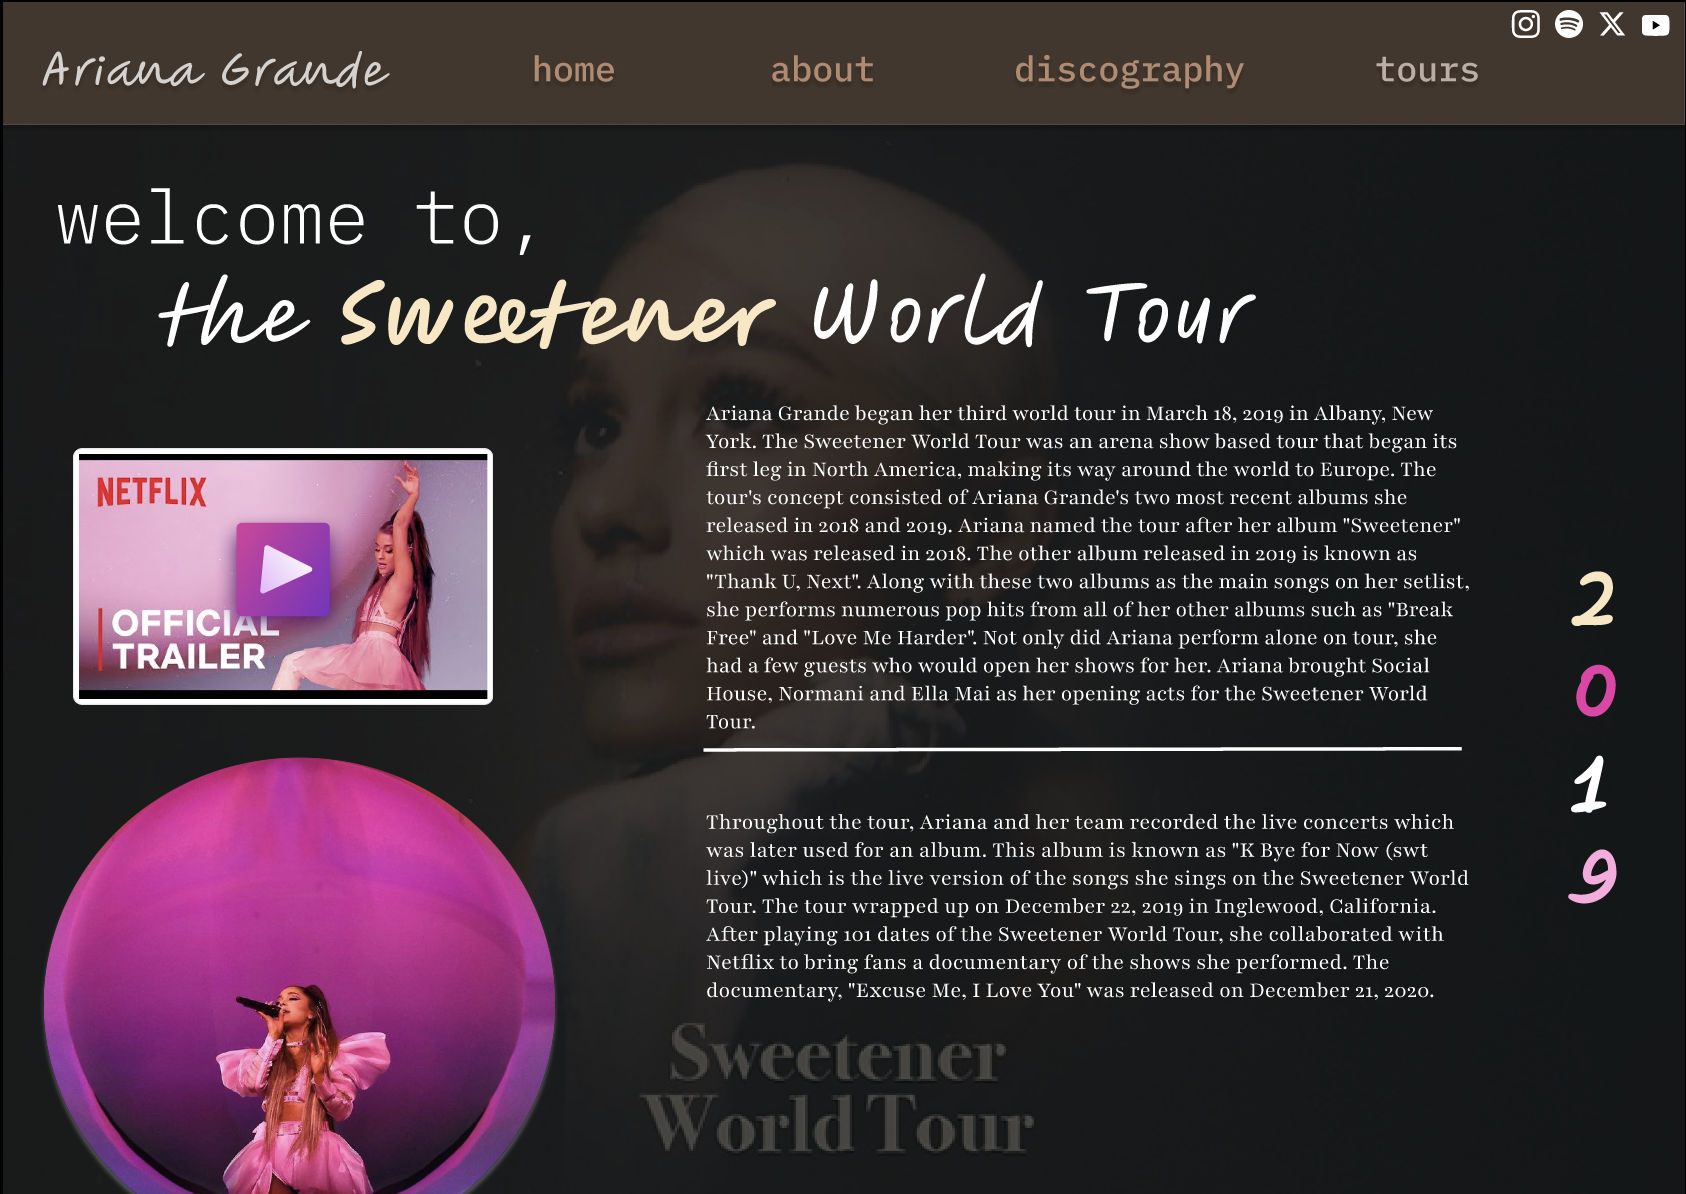 Ariana Grande home about discography tours
welcome to,
the Sweetener World Tour
Ariana Grande began her third world tour in March 18, 2019 in Albany, New
York. The Sweetener World Tour was an arena show based tour that began its
first leg in North America, making its way around the world to Europe. The
tour's concept consisted of Ariana Grande's two most recent albums she
released in 2018 and 2019. Ariana named the tour after her album "Sweetener"
which was released in 2018. The other album released in 2019 is known as
"Thank U, Next". Along with these two albums as the main songs on her setlist,
she performs numerous pop hits from all of her other albums such as "Break
Free" and "Love Me Harder". Not only did Ariana perform alone on tour, she
had a few guests who would open her shows for her. Ariana brought Social
House, Normani and Ella Mai as her opening acts for the Sweetener World
Tour.
NETFLIX
OFFICIAL
TRAILER
2
0
1
9
Throughout the tour, Ariana and her team recorded the live concerts which
was later used for an album. This album is known as "K Bye for Now (swt
live)" which is the live version of the songs she sings on the Sweetener World
Tour. The tour wrapped up on December 22, 2019 in Inglewood, California.
After playing 101 dates of the Sweetener World Tour, she collaborated with
Netflix to bring fans a documentary of the shows she performed. The
documentary, "Excuse Me, I Love You" was released on December 21, 2020.
Sweetener
World Tour